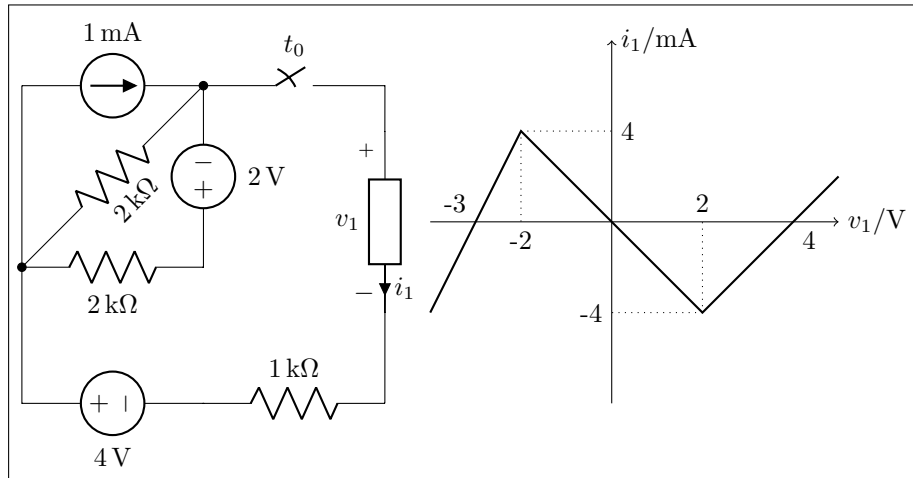 1 mA
t₀
2 kΩ
− + 2 V
2 kΩ
+
v₁
−
i₁
1 kΩ
+ −
4 V
i₁/mA
4
-3
2
v₁/V
-2
4
-4